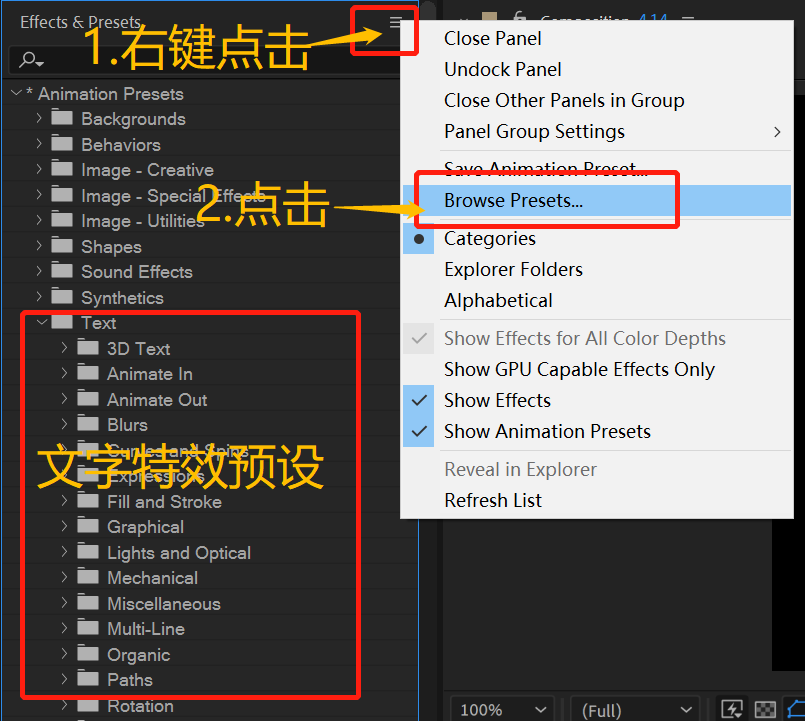 Effects & Presets
1.右键点击
Composition 4.14
* Animation Presets
Backgrounds
Behaviors
Image - Creative
Image - Special Effects
2.点击
Image - Utilities
Shapes
Sound Effects
Synthetics
Text
3D Text
Animate In
Animate Out
Blurs
Curves and Spins
文字特效预设
Expressions
Fill and Stroke
Graphical
Lights and Optical
Mechanical
Miscellaneous
Multi-Line
Organic
Paths
Rotation
Close Panel
Undock Panel
Close Other Panels in Group
Panel Group Settings
Save Animation Preset...
Browse Presets...
Categories
Explorer Folders
Alphabetical
Show Effects for All Color Depths
Show GPU Capable Effects Only
Show Effects
Show Animation Presets
Reveal in Explorer
Refresh List
100%
(Full)